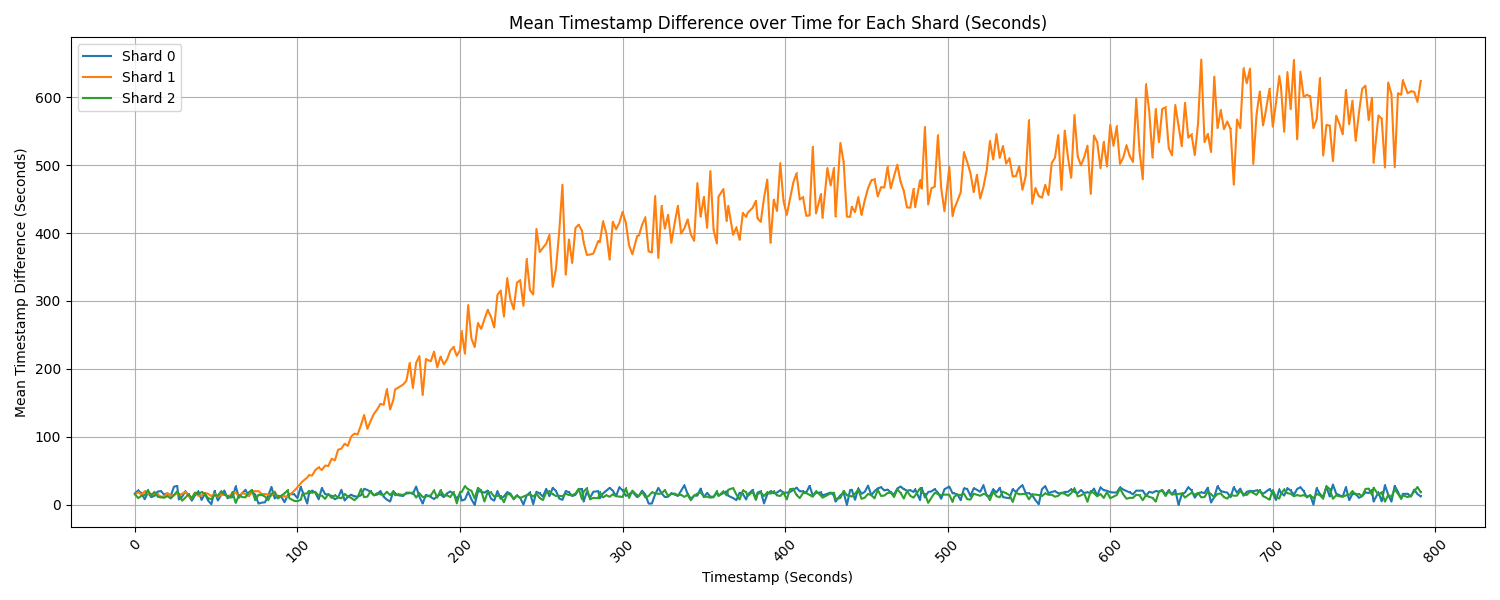 Mean Timestamp Difference over Time for Each Shard (Seconds)
Shard 0
Shard 1
Shard 2
600
500
400
300
200
100
0
Mean Timestamp Difference (Seconds)
0 100 200 300 400 500 600 700 800
Timestamp (Seconds)